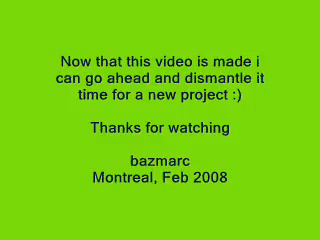 Now that this video is made i
can go ahead and dismantle it
time for a new project :)
Thanks for watching
bazmarc
Montreal, Feb 2008